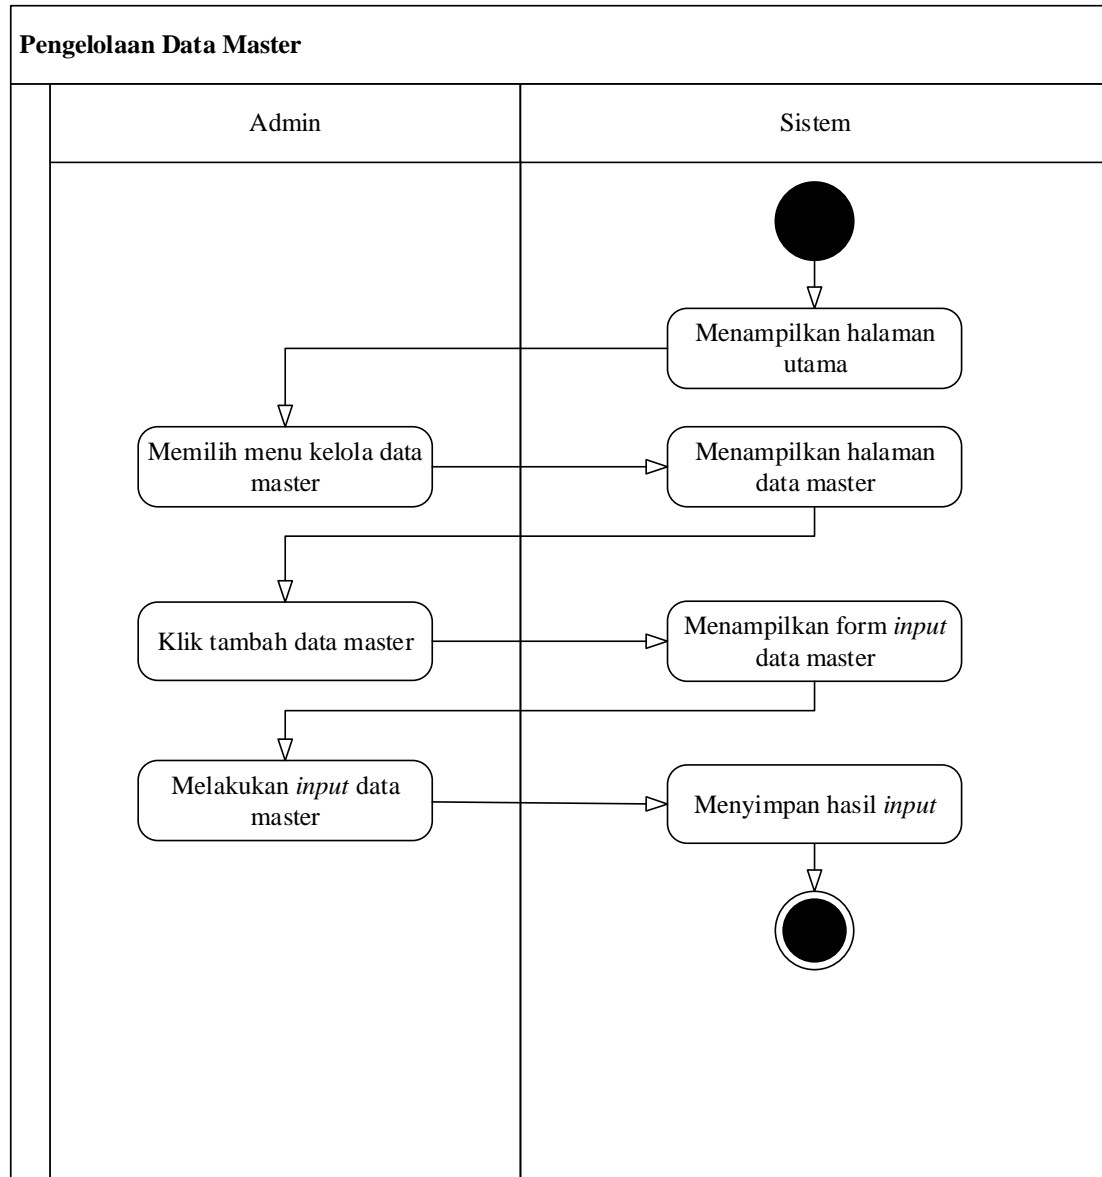 Pengelolaan Data Master
Admin
Sistem
Menampilkan halaman
utama
Memilih menu kelola data
master
Menampilkan halaman
data master
Klik tambah data master
Menampilkan form input
data master
Melakukan input data
master
Menyimpan hasil input